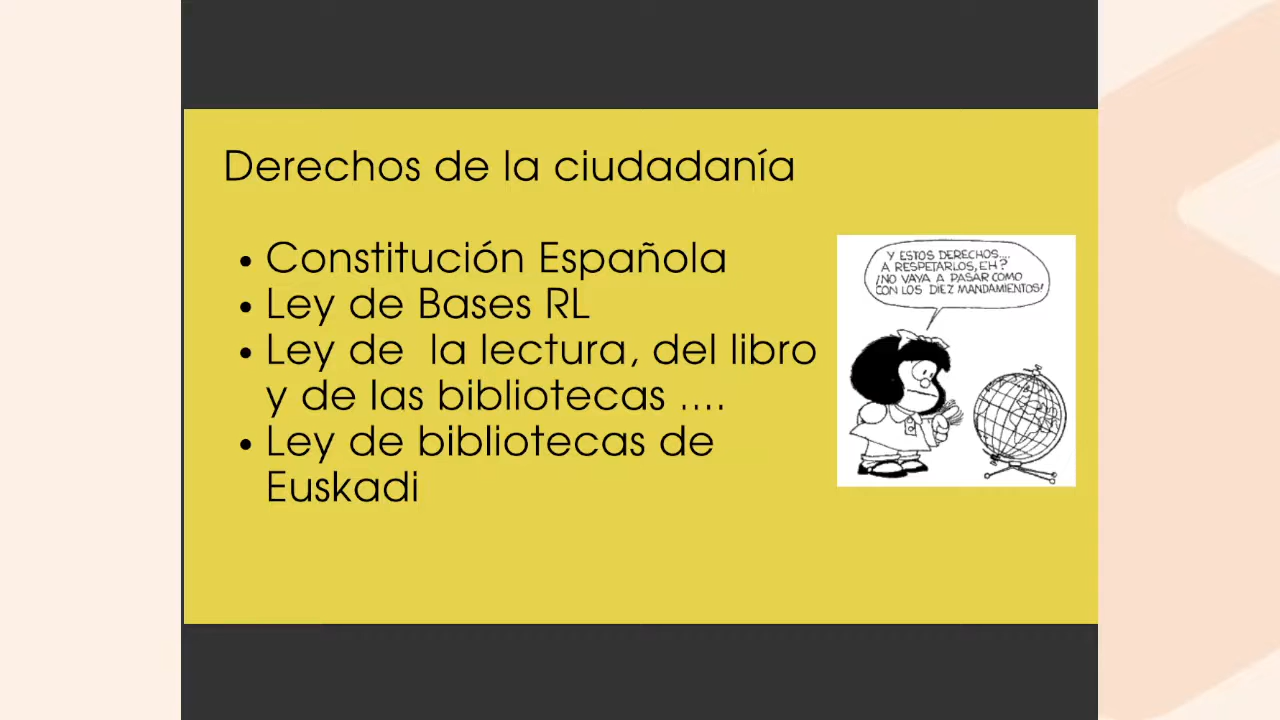 Derechos de la ciudadanía
• Constitución Española
• Ley de Bases RL
• Ley de la lectura, del libro
y de las bibliotecas ....
• Ley de bibliotecas de
Euskadi
Y ESTOS DERECHOS....
A RESPETARLOS, EH?
¡NO VAYA A PASAR COMO
CON LOS DIEZ MANDAMIENTOS!